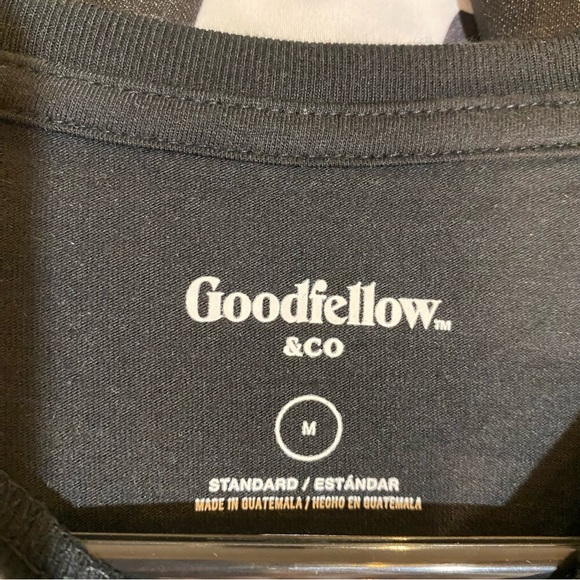 Goodfellow™
&CO
M
STANDARD / ESTÁNDAR
MADE IN GUATEMALA / HECHO EN GUATEMALA